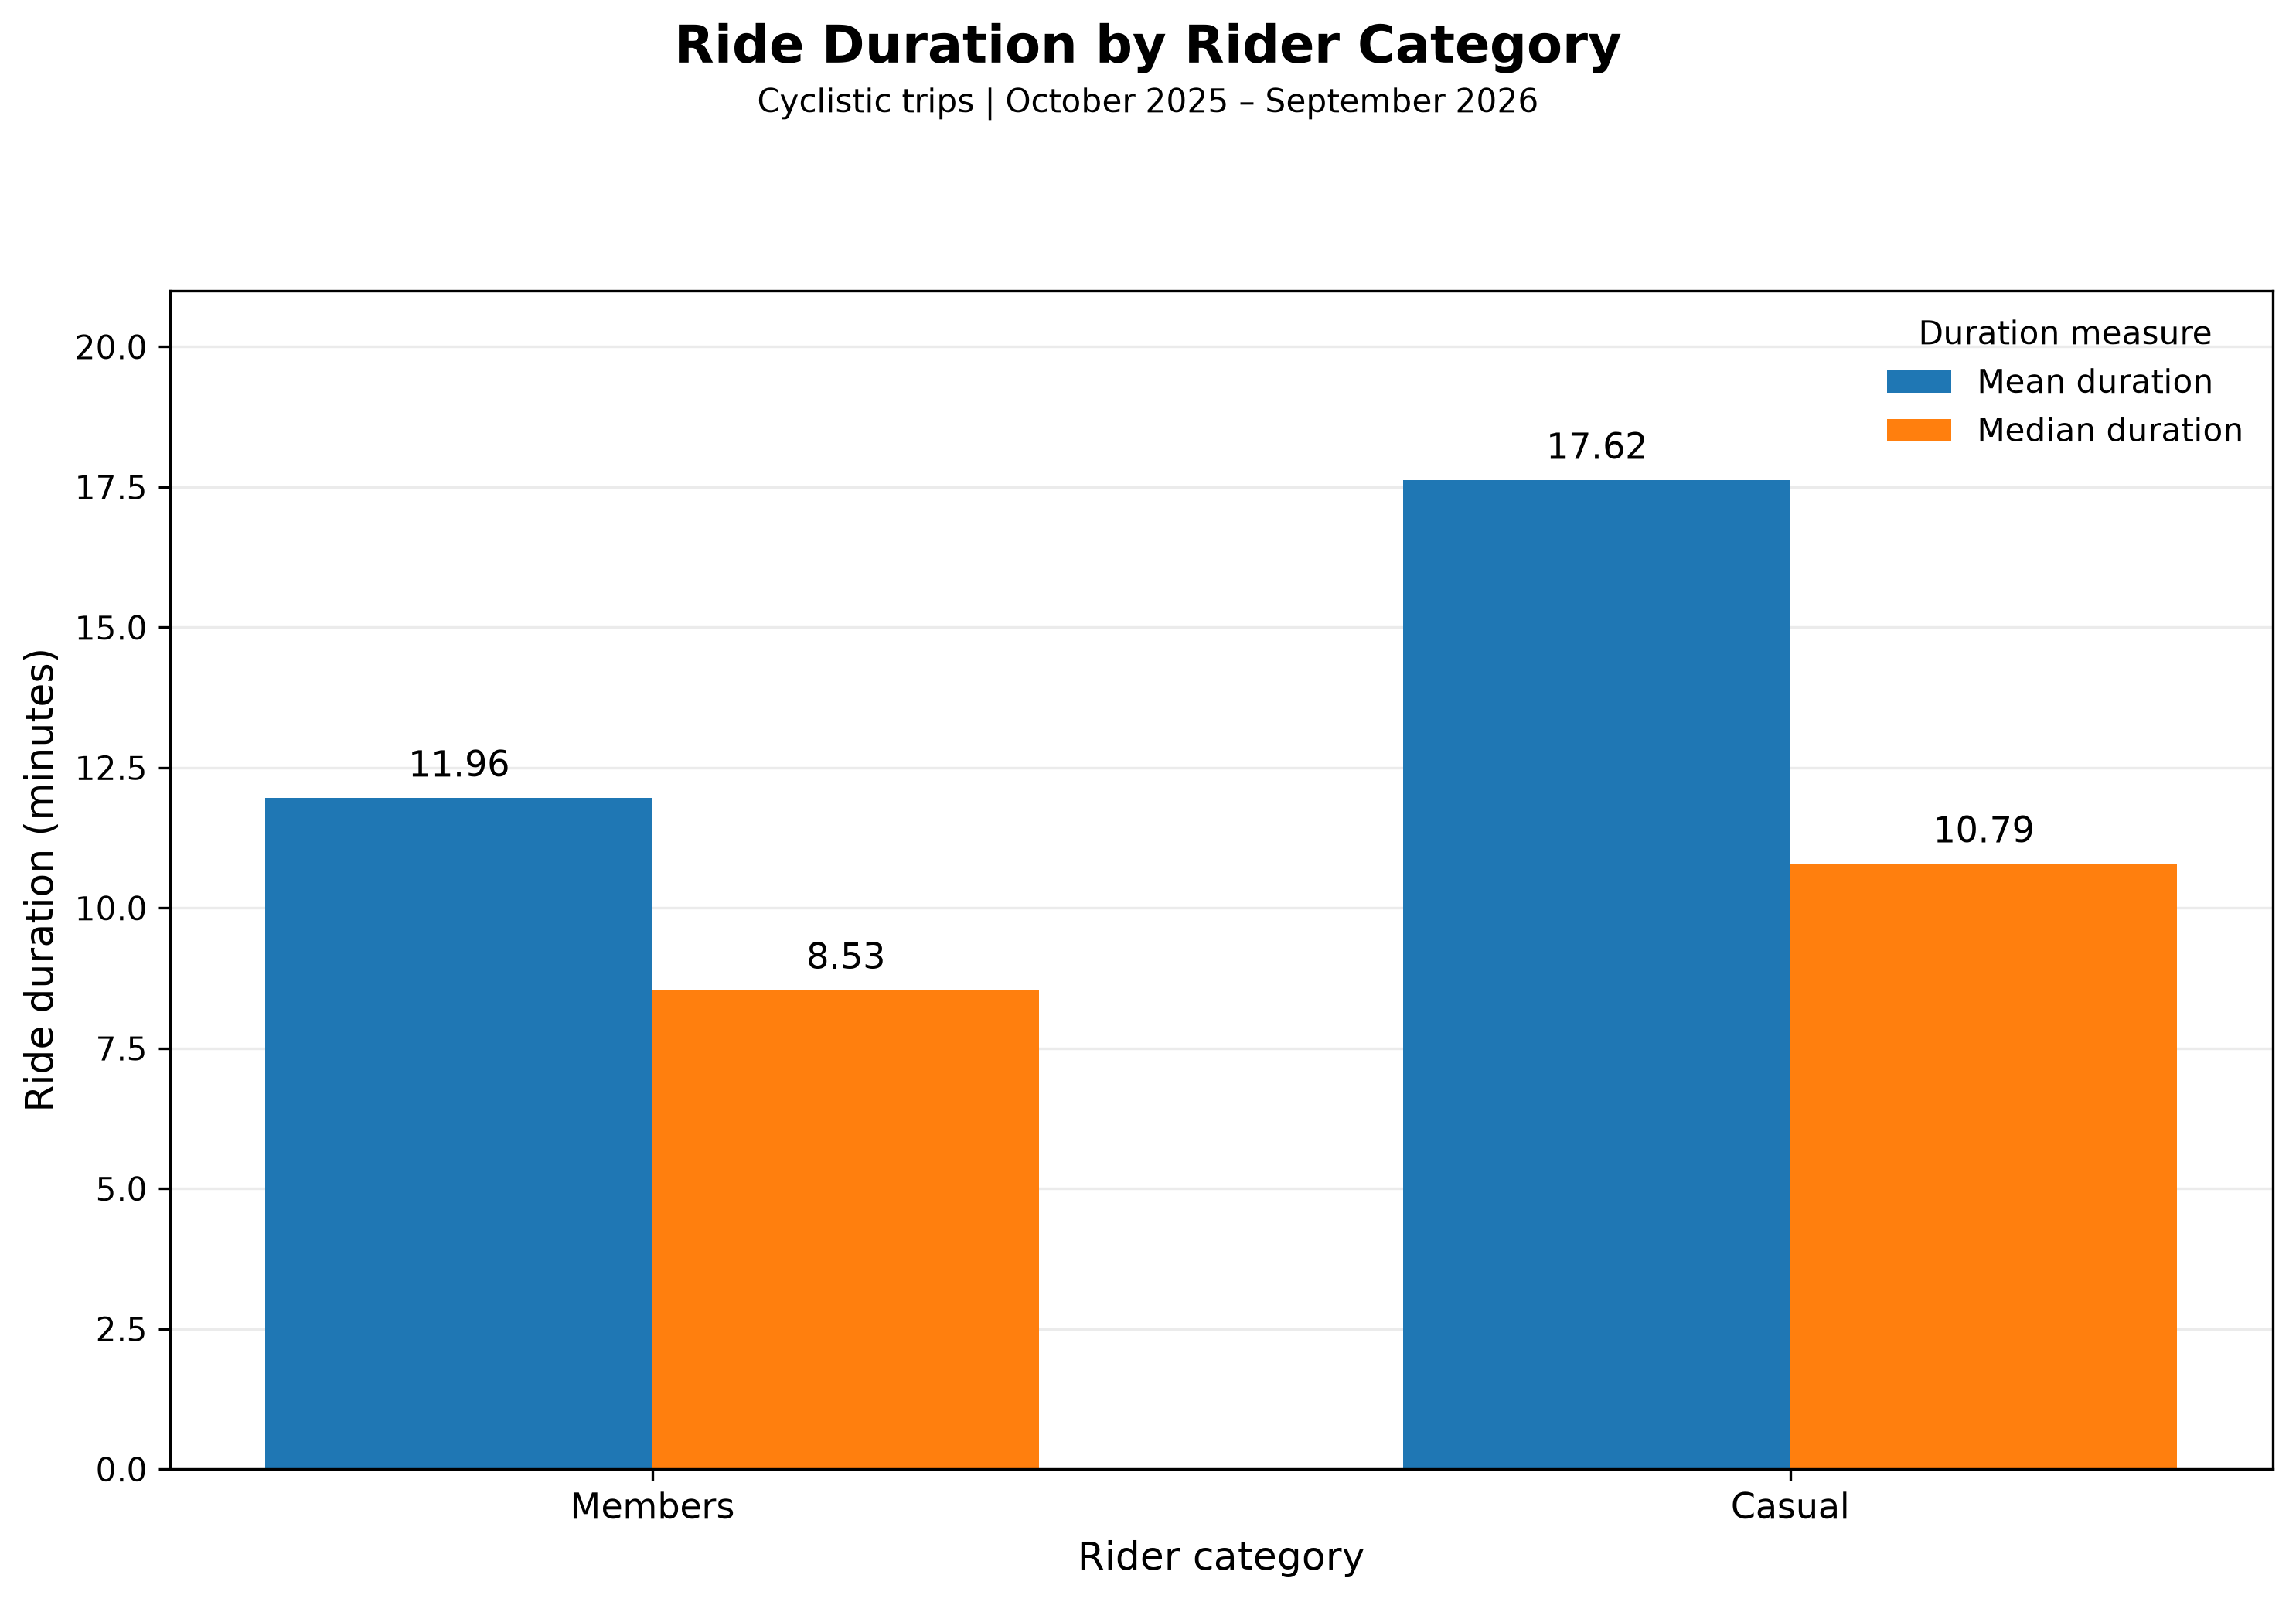 Ride Duration by Rider Category
Cyclistic trips | October 2025 – September 2026
Duration measure
Mean duration
Median duration
Ride duration (minutes)
20.0
17.5
15.0
12.5
10.0
7.5
5.0
2.5
0.0
11.96
8.53
17.62
10.79
Members
Casual
Rider category